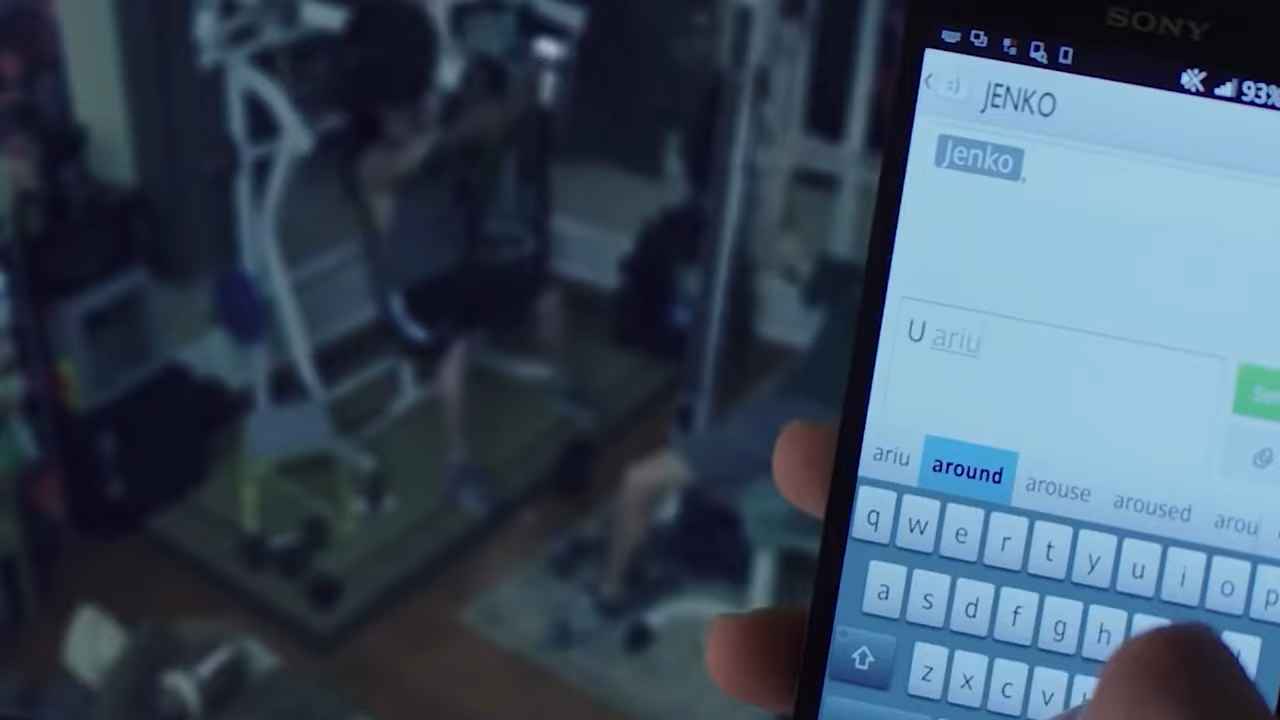 SONY
93%
:) JENKO
Jenko,
U ariu
ariu around arouse aroused arou
q w e r t y u i o p
a s d f g h
z x c v